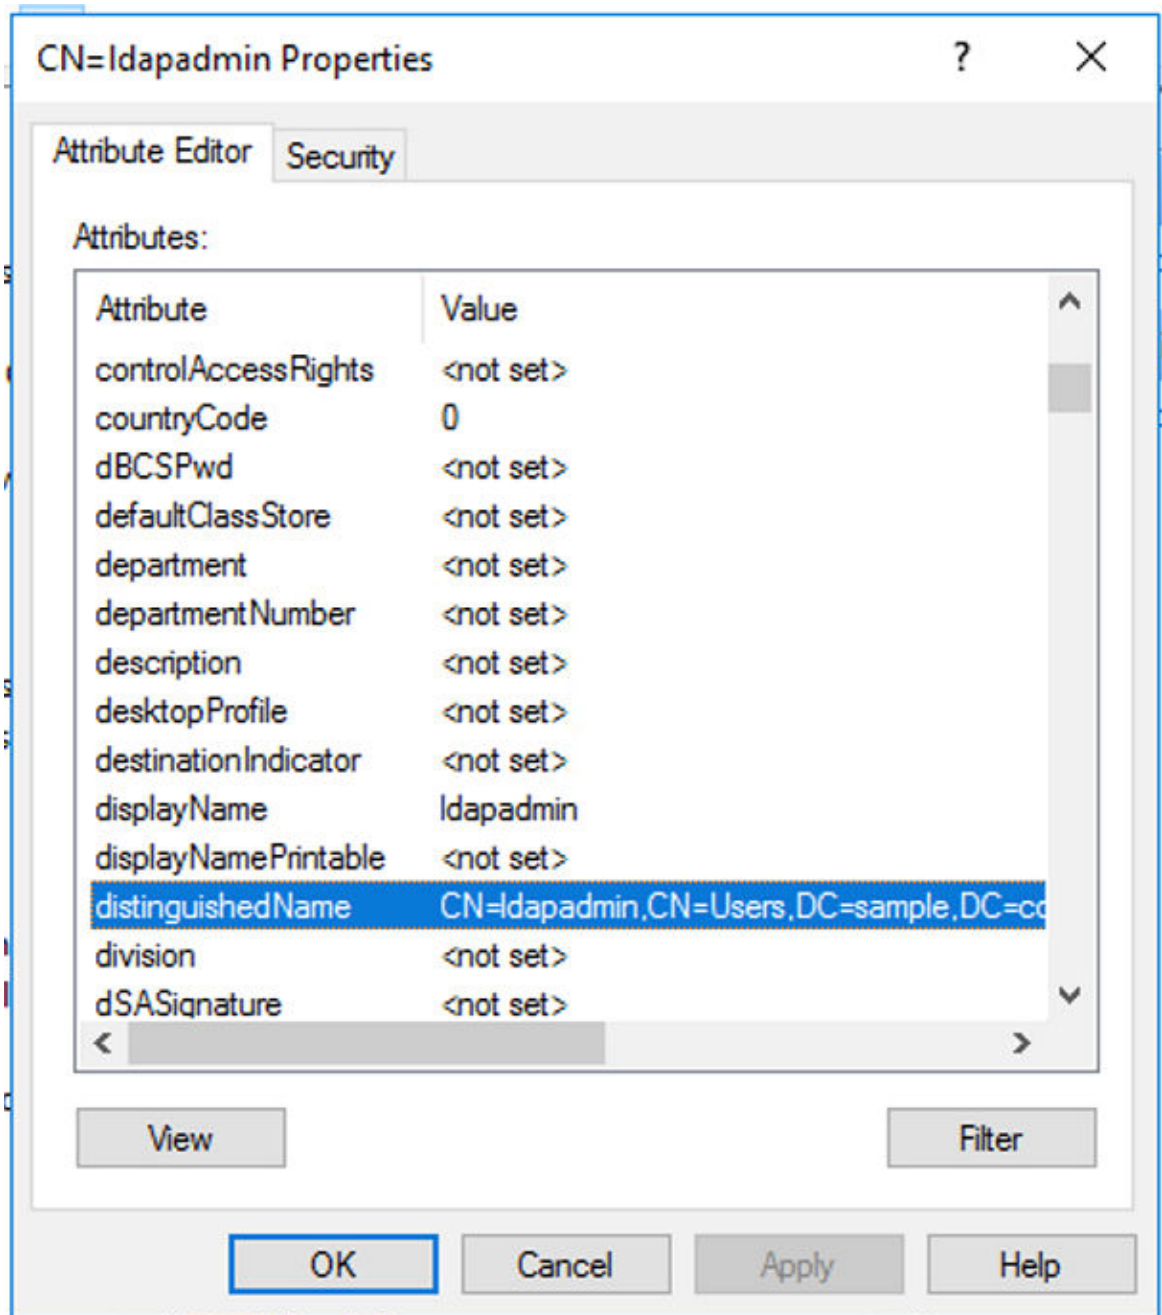 CN=ldapadmin Properties
?
Attribute Editor
Security
Attributes:
Attribute Value
controlAccessRights <not set>
countryCode 0
dBCSPwd <not set>
defaultClassStore <not set>
department <not set>
departmentNumber <not set>
description <not set>
desktopProfile <not set>
destinationIndicator <not set>
displayName ldapadmin
displayNamePrintable <not set>
distinguishedName CN=ldapadmin,CN=Users,DC=sample,DC=co
division <not set>
dSASignature <not set>
View
Filter
OK
Cancel
Apply
Help